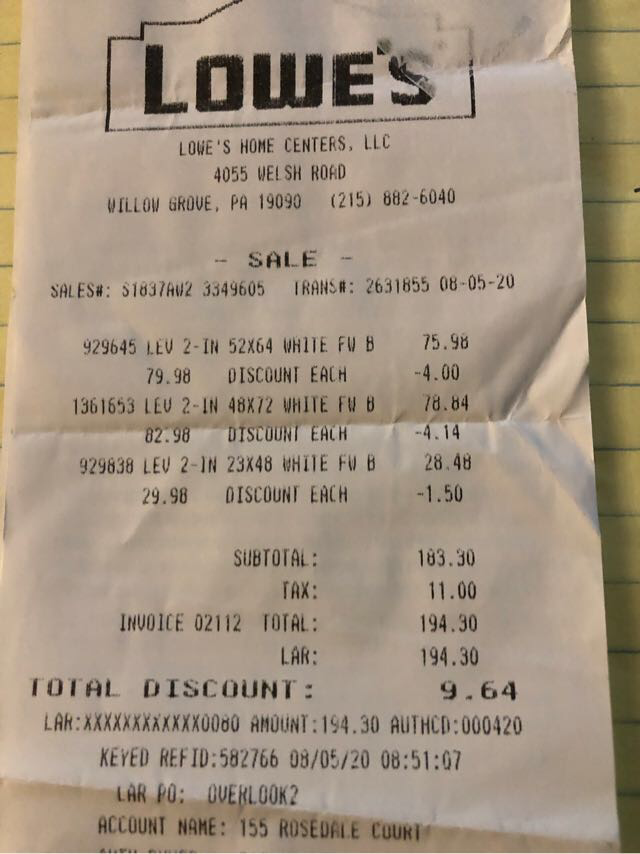 LOWE'S
LOWE'S HOME CENTERS, LLC
4055 WELSH ROAD
WILLOW GROVE, PA 19090 (215) 882-6040
- SALE -
SALES#: S1837AW2 3349605 TRANS#: 2631855 08-05-20
929645 LEV 2-IN 52X64 WHITE FW B 75.98
79.98 DISCOUNT EACH -4.00
1361653 LEV 2-IN 48X72 WHITE FW B 78.84
82.98 DISCOUNT EACH -4.14
929838 LEV 2-IN 23X48 WHITE FW B 28.48
29.98 DISCOUNT EACH -1.50
SUBTOTAL: 183.30
TAX: 11.00
INVOICE 02112 TOTAL: 194.30
LAR: 194.30
TOTAL DISCOUNT: 9.64
LAR:XXXXXXXXXXXX0080 AMOUNT:194.30 AUTHCD:000420
KEYED REFID:582766 08/05/20 08:51:07
LAR PO: OVERLOOK2
ACCOUNT NAME: 155 ROSEDALE COURT